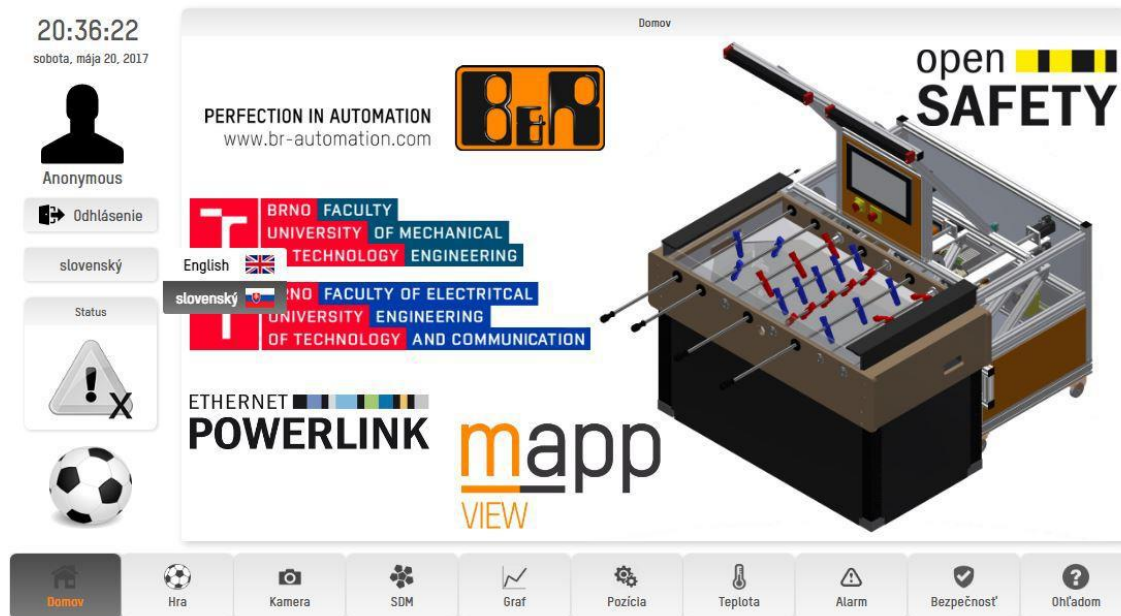 20:36:22
sobota, mája 20, 2017
Anonymous
Odhlásenie
slovenský
English
slovenský
Status
X
Domov
PERFECTION IN AUTOMATION
www.br-automation.com
B&R
open
SAFETY
BRNO FACULTY
UNIVERSITY OF MECHANICAL
TECHNOLOGY ENGINEERING
NO FACULTY OF ELECTRITCAL
UNIVERSITY ENGINEERING
OF TECHNOLOGY AND COMMUNICATION
ETHERNET
POWERLINK
mapp
VIEW
Domov
Hra
Kamera
SDM
Graf
Pozícia
Teplota
Alarm
Bezpečnosť
Ohľadom